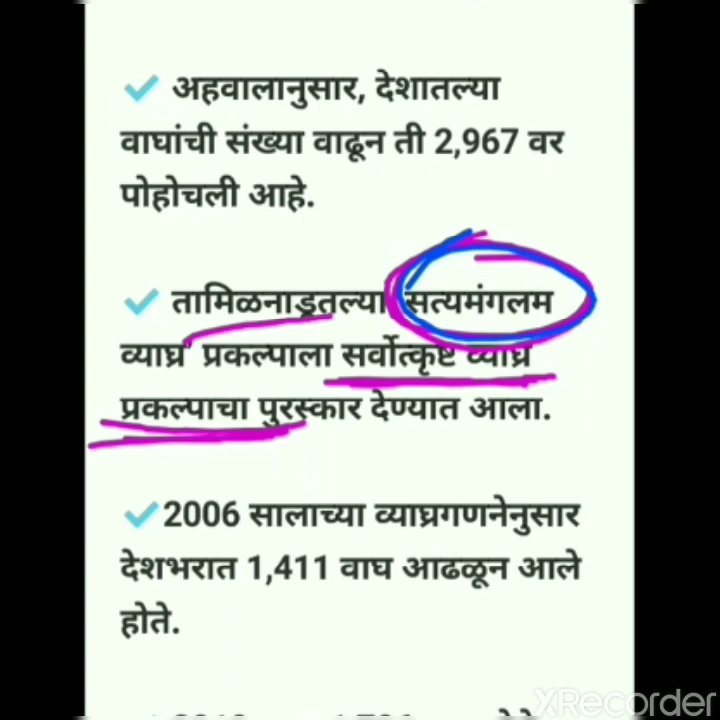 अहवालानुसार, देशातल्या
वाघांची संख्या वाढून ती 2,967 वर
पोहोचली आहे.
तामिळनाडूतल्या सत्यमंगलम
व्याघ्र प्रकल्पाला सर्वोत्कृष्ट व्याघ्र
प्रकल्पाचा पुरस्कार देण्यात आला.
2006 सालाच्या व्याघ्रगणनेनुसार
देशभरात 1,411 वाघ आढळून आले
होते.
XRecorder